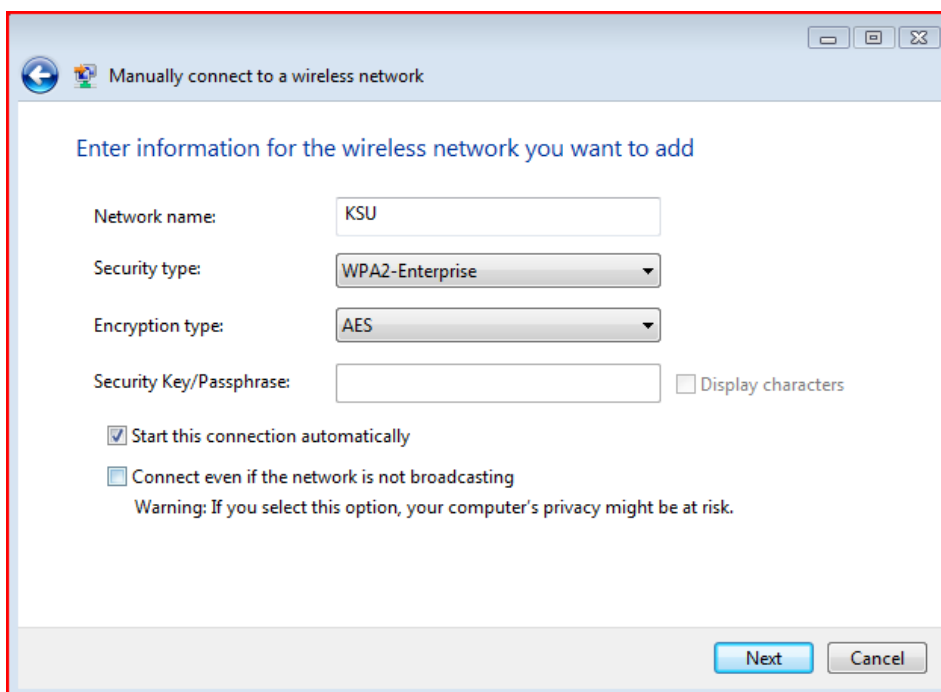 Manually connect to a wireless network
Enter information for the wireless network you want to add
Network name: KSU
Security type: WPA2-Enterprise
Encryption type: AES
Security Key/Passphrase: Display characters
Start this connection automatically
Connect even if the network is not broadcasting
Warning: If you select this option, your computer's privacy might be at risk.
Next Cancel